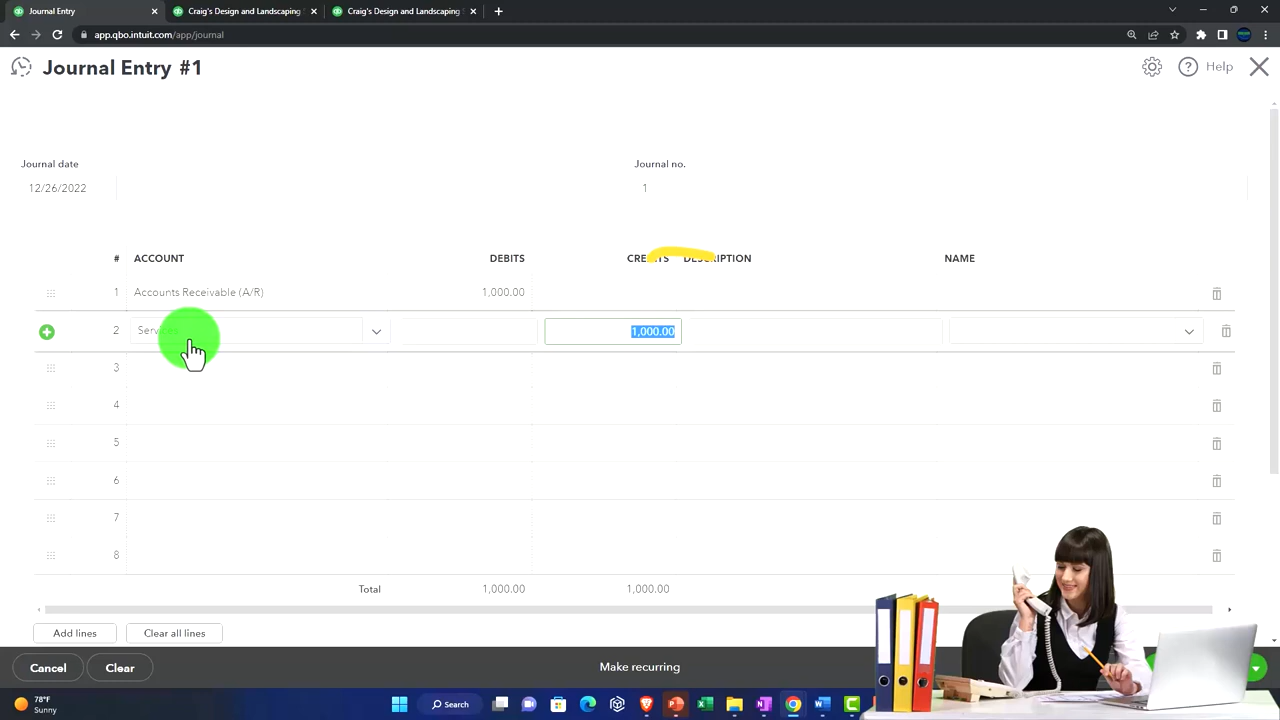 Journal Entry
Craig's Design and Landscaping
Craig's Design and Landscaping
app.qbo.intuit.com/app/journal
Journal Entry #1
Help
Journal date
Journal no.
12/26/2022
1
# ACCOUNT DEBITS CREDITS DESCRIPTION NAME
1 Accounts Receivable (A/R) 1,000.00
2 Services 1,000.00
3
4
5
6
7
8
Total 1,000.00 1,000.00
Add lines Clear all lines
Cancel Clear Make recurring
78°F
Sunny
Search